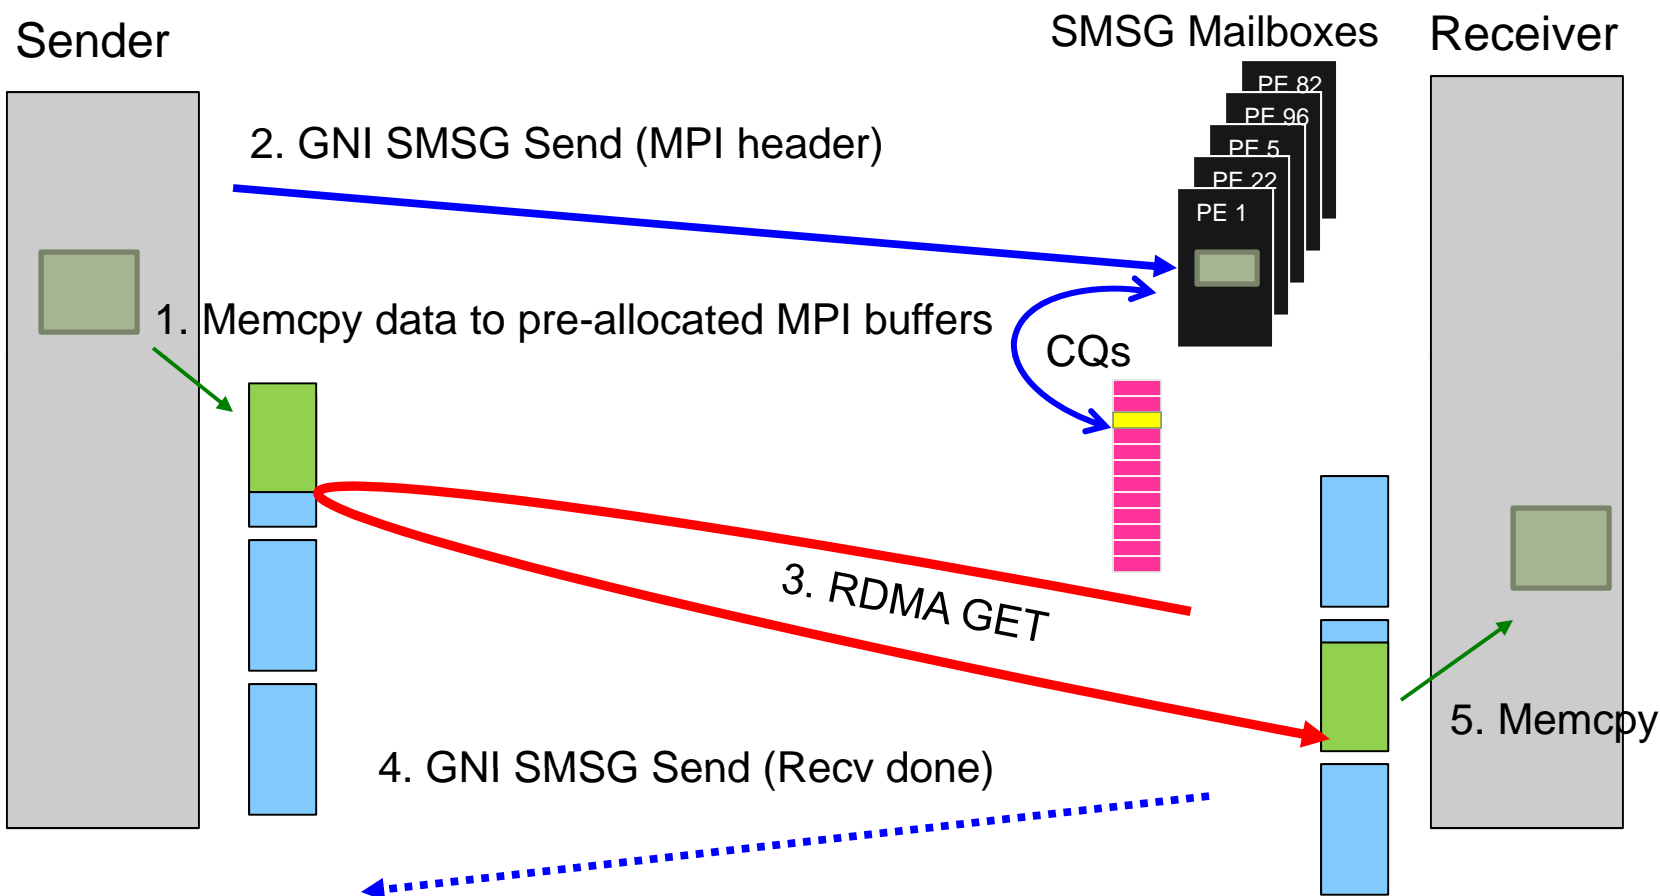 Sender
SMSG Mailboxes
Receiver
PE 82
PE 96
PE 5
PE 22
PE 1
2. GNI SMSG Send (MPI header)
1. Memcpy data to pre-allocated MPI buffers
CQs
3. RDMA GET
4. GNI SMSG Send (Recv done)
5. Memcpy